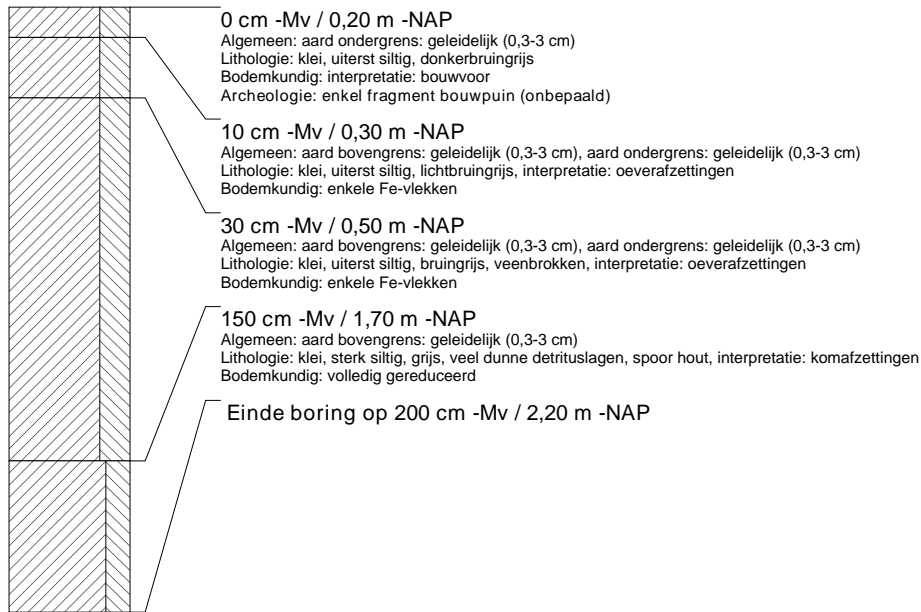 0 cm -Mv / 0,20 m -NAP
Algemeen: aard ondergrens: geleidelijk (0,3-3 cm)
Lithologie: klei, uiterst siltig, donkerbruingrijs
Bodemkundig: interpretatie: bouwvoor
Archeologie: enkel fragment bouwpuin (onbepaald)
10 cm -Mv / 0,30 m -NAP
Algemeen: aard bovengrens: geleidelijk (0,3-3 cm), aard ondergrens: geleidelijk (0,3-3 cm)
Lithologie: klei, uiterst siltig, lichtbruingrijs, interpretatie: oeverafzettingen
Bodemkundig: enkele Fe-vlekken
30 cm -Mv / 0,50 m -NAP
Algemeen: aard bovengrens: geleidelijk (0,3-3 cm), aard ondergrens: geleidelijk (0,3-3 cm)
Lithologie: klei, uiterst siltig, bruingrijs, veenbrokken, interpretatie: oeverafzettingen
Bodemkundig: enkele Fe-vlekken
150 cm -Mv / 1,70 m -NAP
Algemeen: aard bovengrens: geleidelijk (0,3-3 cm)
Lithologie: klei, sterk siltig, grijs, veel dunne detrituslagen, spoor hout, interpretatie: komafzettingen
Bodemkundig: volledig gereduceerd
Einde boring op 200 cm -Mv / 2,20 m -NAP